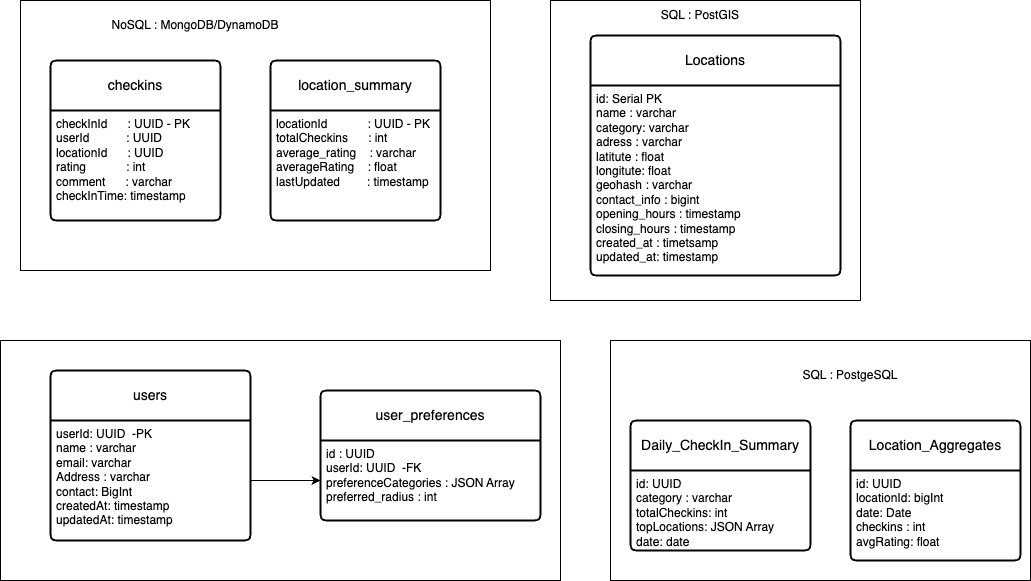 NoSQL : MongoDB/DynamoDB
checkins
checkInId : UUID - PK
userId : UUID
locationId : UUID
rating : int
comment : varchar
checkInTime: timestamp
location_summary
locationId : UUID - PK
totalCheckins : int
average_rating : varchar
averageRating : float
lastUpdated : timestamp
SQL : PostGIS
Locations
id: Serial PK
name : varchar
category: varchar
adress : varchar
latitute : float
longitute: float
geohash : varchar
contact_info : bigint
opening_hours : timestamp
closing_hours : timestamp
created_at : timetsamp
updated_at: timestamp
users
userId: UUID -PK
name : varchar
email: varchar
Address : varchar
contact: BigInt
createdAt: timestamp
updatedAt: timestamp
user_preferences
id : UUID
userId: UUID -FK
preferenceCategories : JSON Array
preferred_radius : int
SQL : PostgeSQL
Daily_CheckIn_Summary
id: UUID
category : varchar
totalCheckins: int
topLocations: JSON Array
date: date
Location_Aggregates
id: UUID
locationId: bigInt
date: Date
checkins : int
avgRating: float